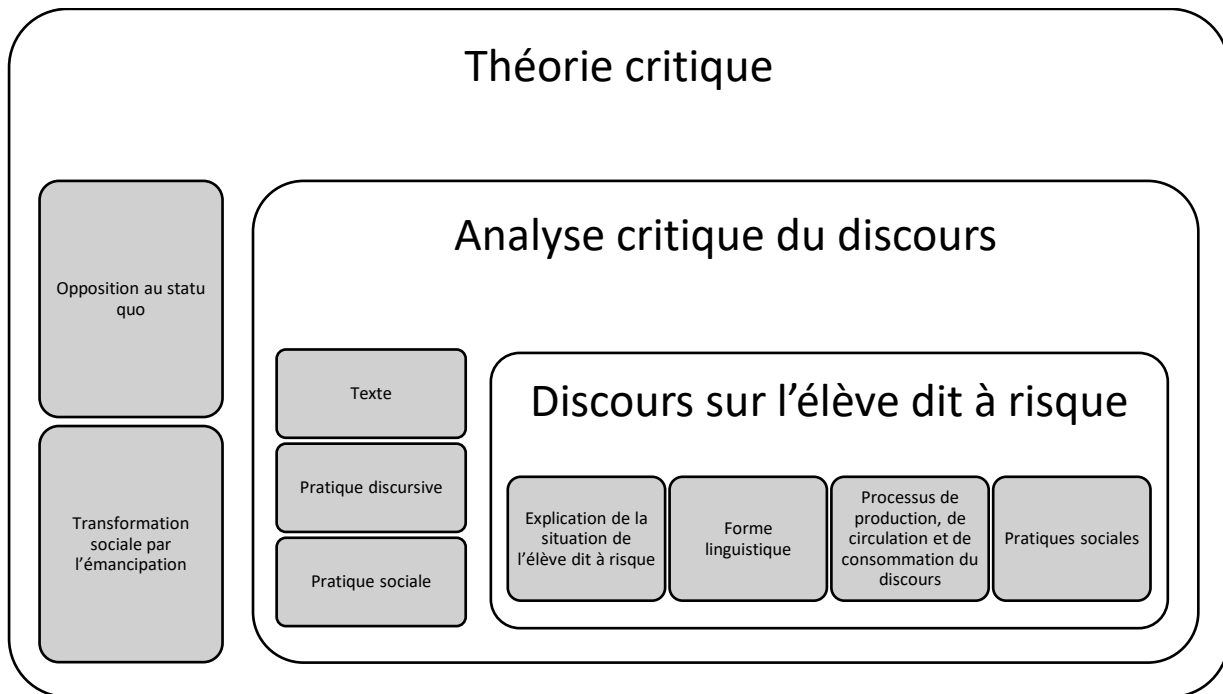 Théorie critique
Opposition au statu
quo
Transformation
sociale par
l'émancipation
Analyse critique du discours
Texte
Pratique discursive
Pratique sociale
Discours sur l'élève dit à risque
Explication de la
situation de
l'élève dit à risque
Forme
linguistique
Processus de
production, de
circulation et de
consommation du
discours
Pratiques sociales